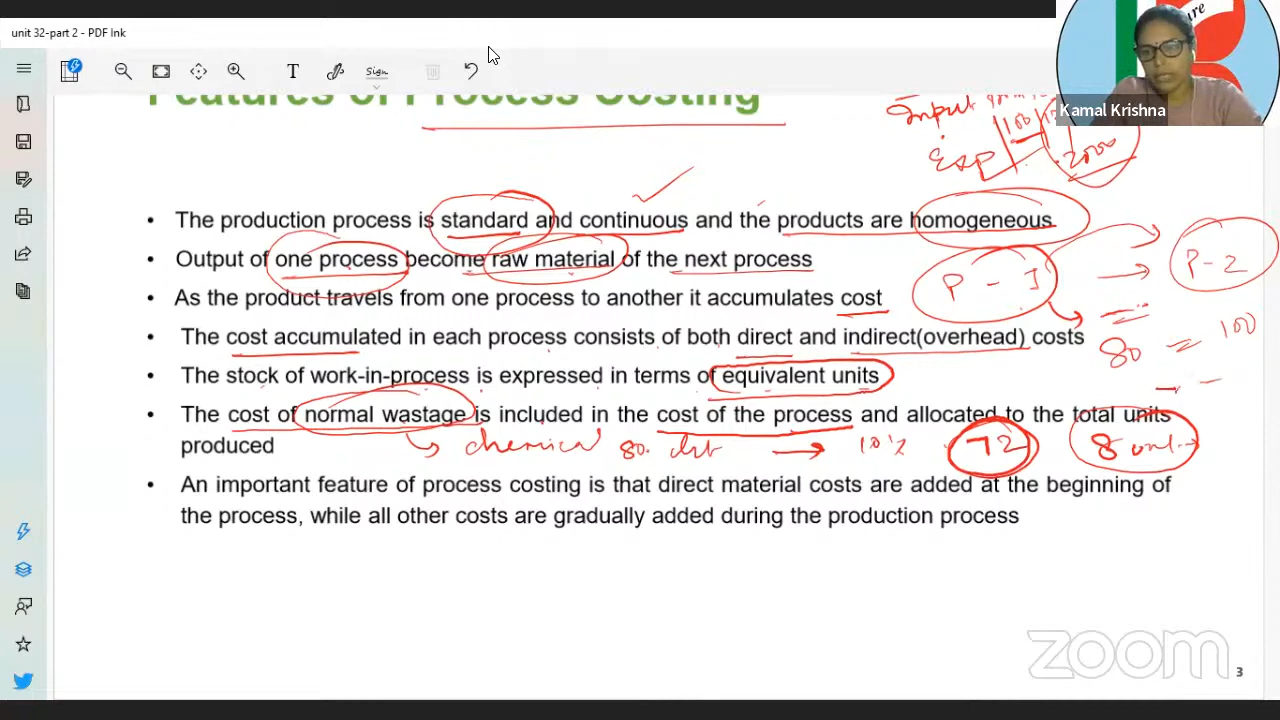 unit 32-part 2 - PDF Ink
Sign
Kamal Krishna
Features of Process Costing
Input
Exp 100
2000
• The production process is standard and continuous and the products are homogeneous
• Output of one process become raw material of the next process
P - I
P - 2
• As the product travels from one process to another it accumulates cost
• The cost accumulated in each process consists of both direct and indirect(overhead) costs
80 = 100
• The stock of work-in-process is expressed in terms of equivalent units
• The cost of normal wastage is included in the cost of the process and allocated to the total units
produced
chemical 80 → 10% 72 8
• An important feature of process costing is that direct material costs are added at the beginning of
the process, while all other costs are gradually added during the production process
zoom
3